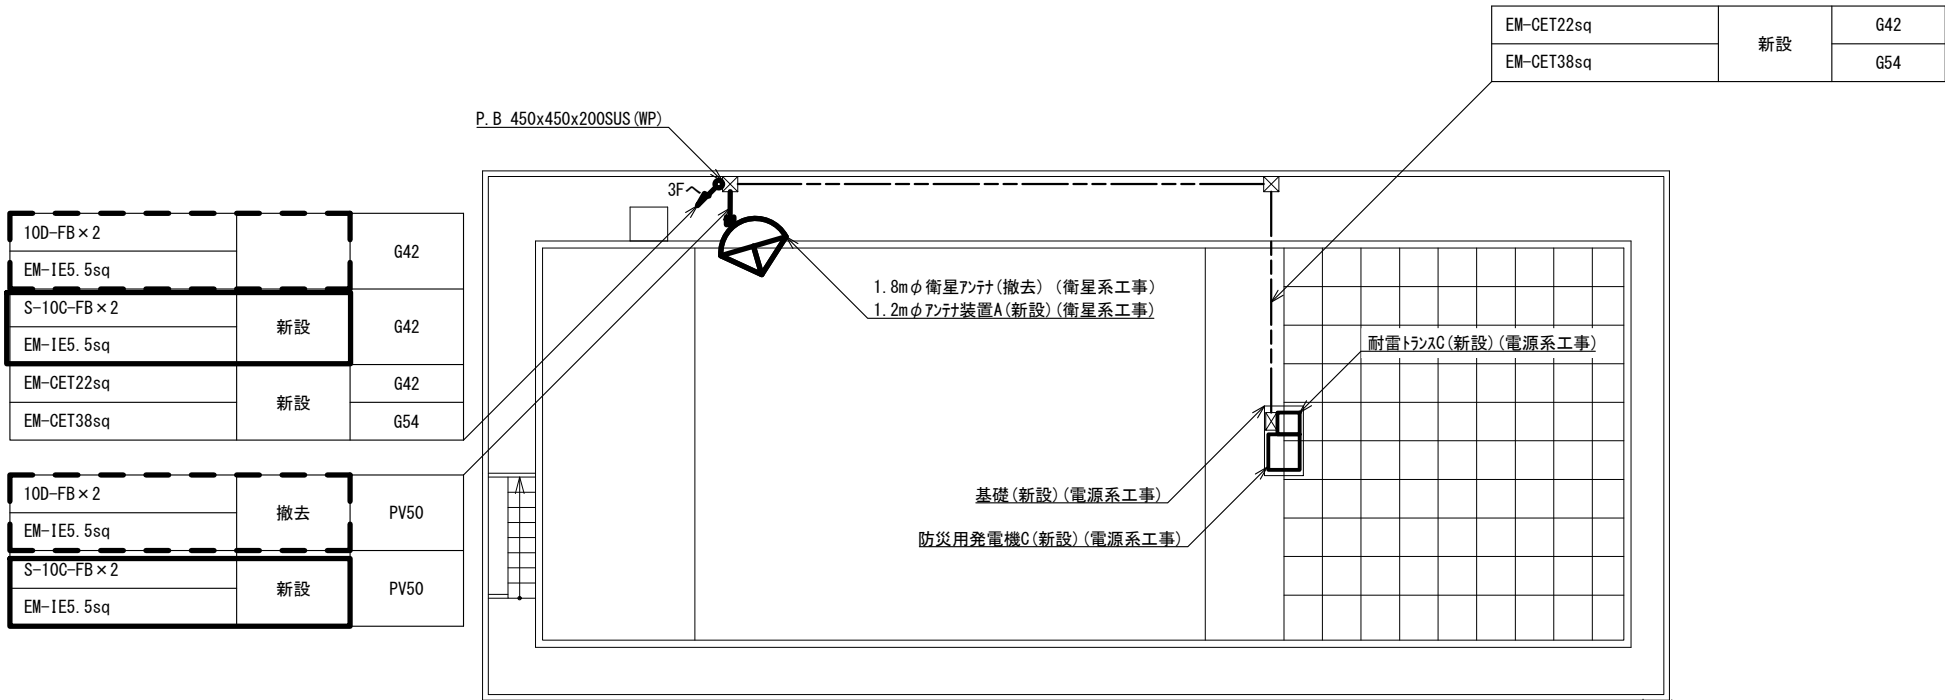 EM-CET22sq 新設 G42
EM-CET38sq G54
P.B 450x450x200SUS(WP)
3Fへ
10D-FB×2 G42
EM-IE5.5sq
S-10C-FB×2 新設 G42
EM-IE5.5sq
EM-CET22sq 新設 G42
EM-CET38sq G54
1.8mφ衛星アンテナ(撤去) (衛星系工事)
1.2mφアンテナ装置A(新設)(衛星系工事)
耐雷トランスC(新設)(電源系工事)
10D-FB×2 撤去 PV50
EM-IE5.5sq
S-10C-FB×2 新設 PV50
EM-IE5.5sq
基礎(新設)(電源系工事)
防災用発電機C(新設)(電源系工事)